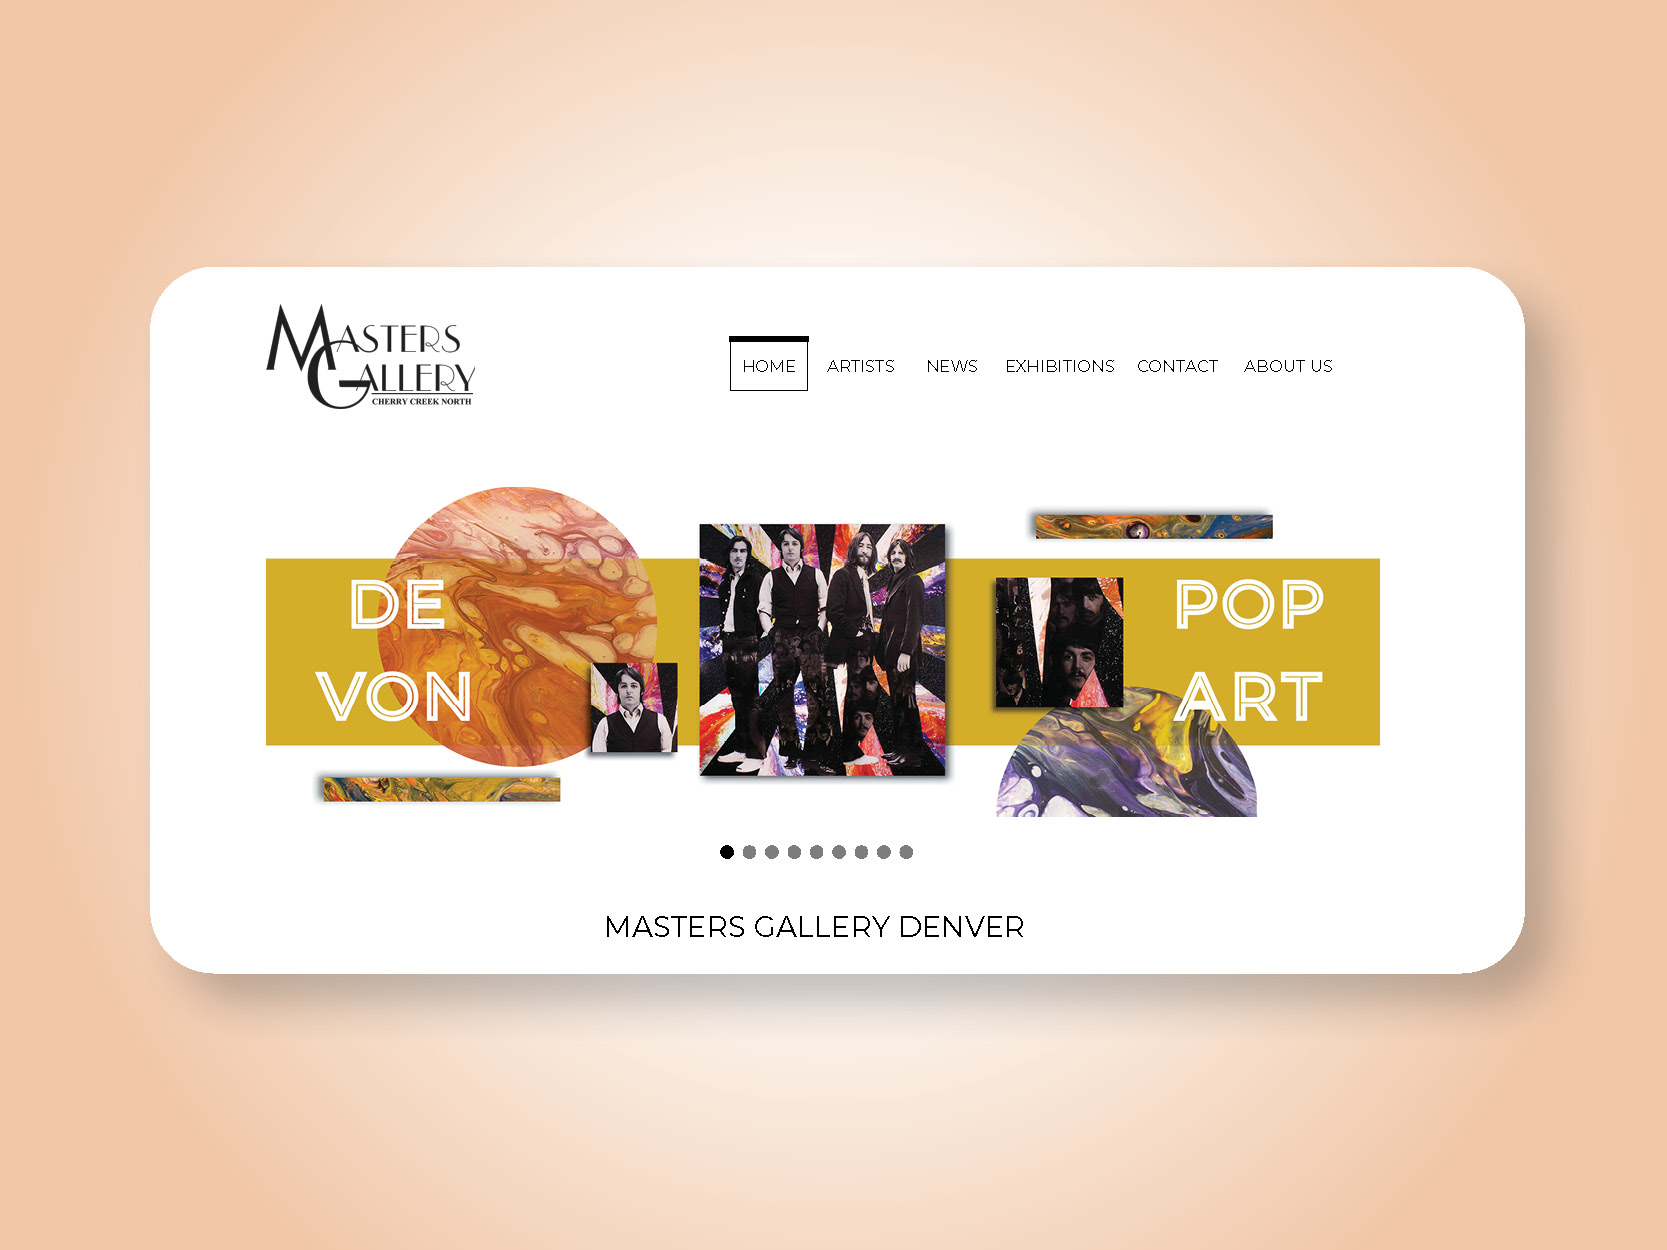 MASTERS
GALLERY
CHERRY CREEK NORTH
HOME ARTISTS NEWS EXHIBITIONS CONTACT ABOUT US
DE
VON
POP
ART
MASTERS GALLERY DENVER